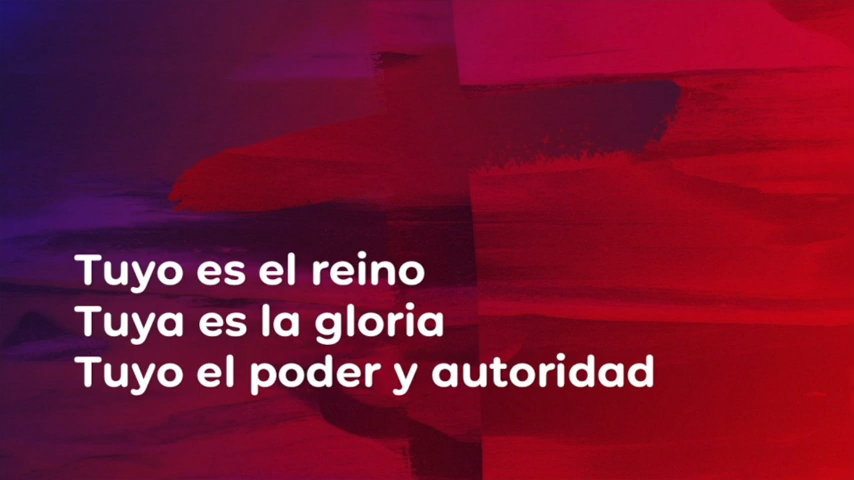 Tuyo es el reino
Tuya es la gloria
Tuyo el poder y autoridad